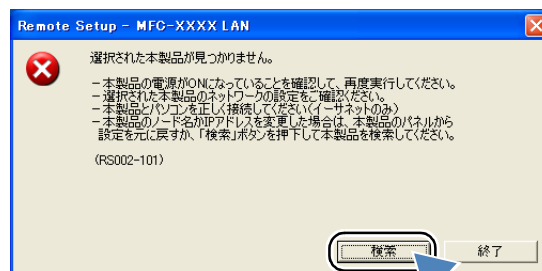 Remote Setup - MFC-XXXX LAN
選択された本製品が見つかりません。
－本製品の電源がONになっていることを確認して、再度実行してください。
－選択された本製品のネットワークの設定をご確認ください。
－本製品とパソコンを正しく接続してください（イーサネットのみ）
－本製品のノード名かIPアドレスを変更した場合は、本製品のパネルから
設定を元に戻すか、「検索」ボタンを押下して本製品を検索してください。
(RS002-101)
検索
終了